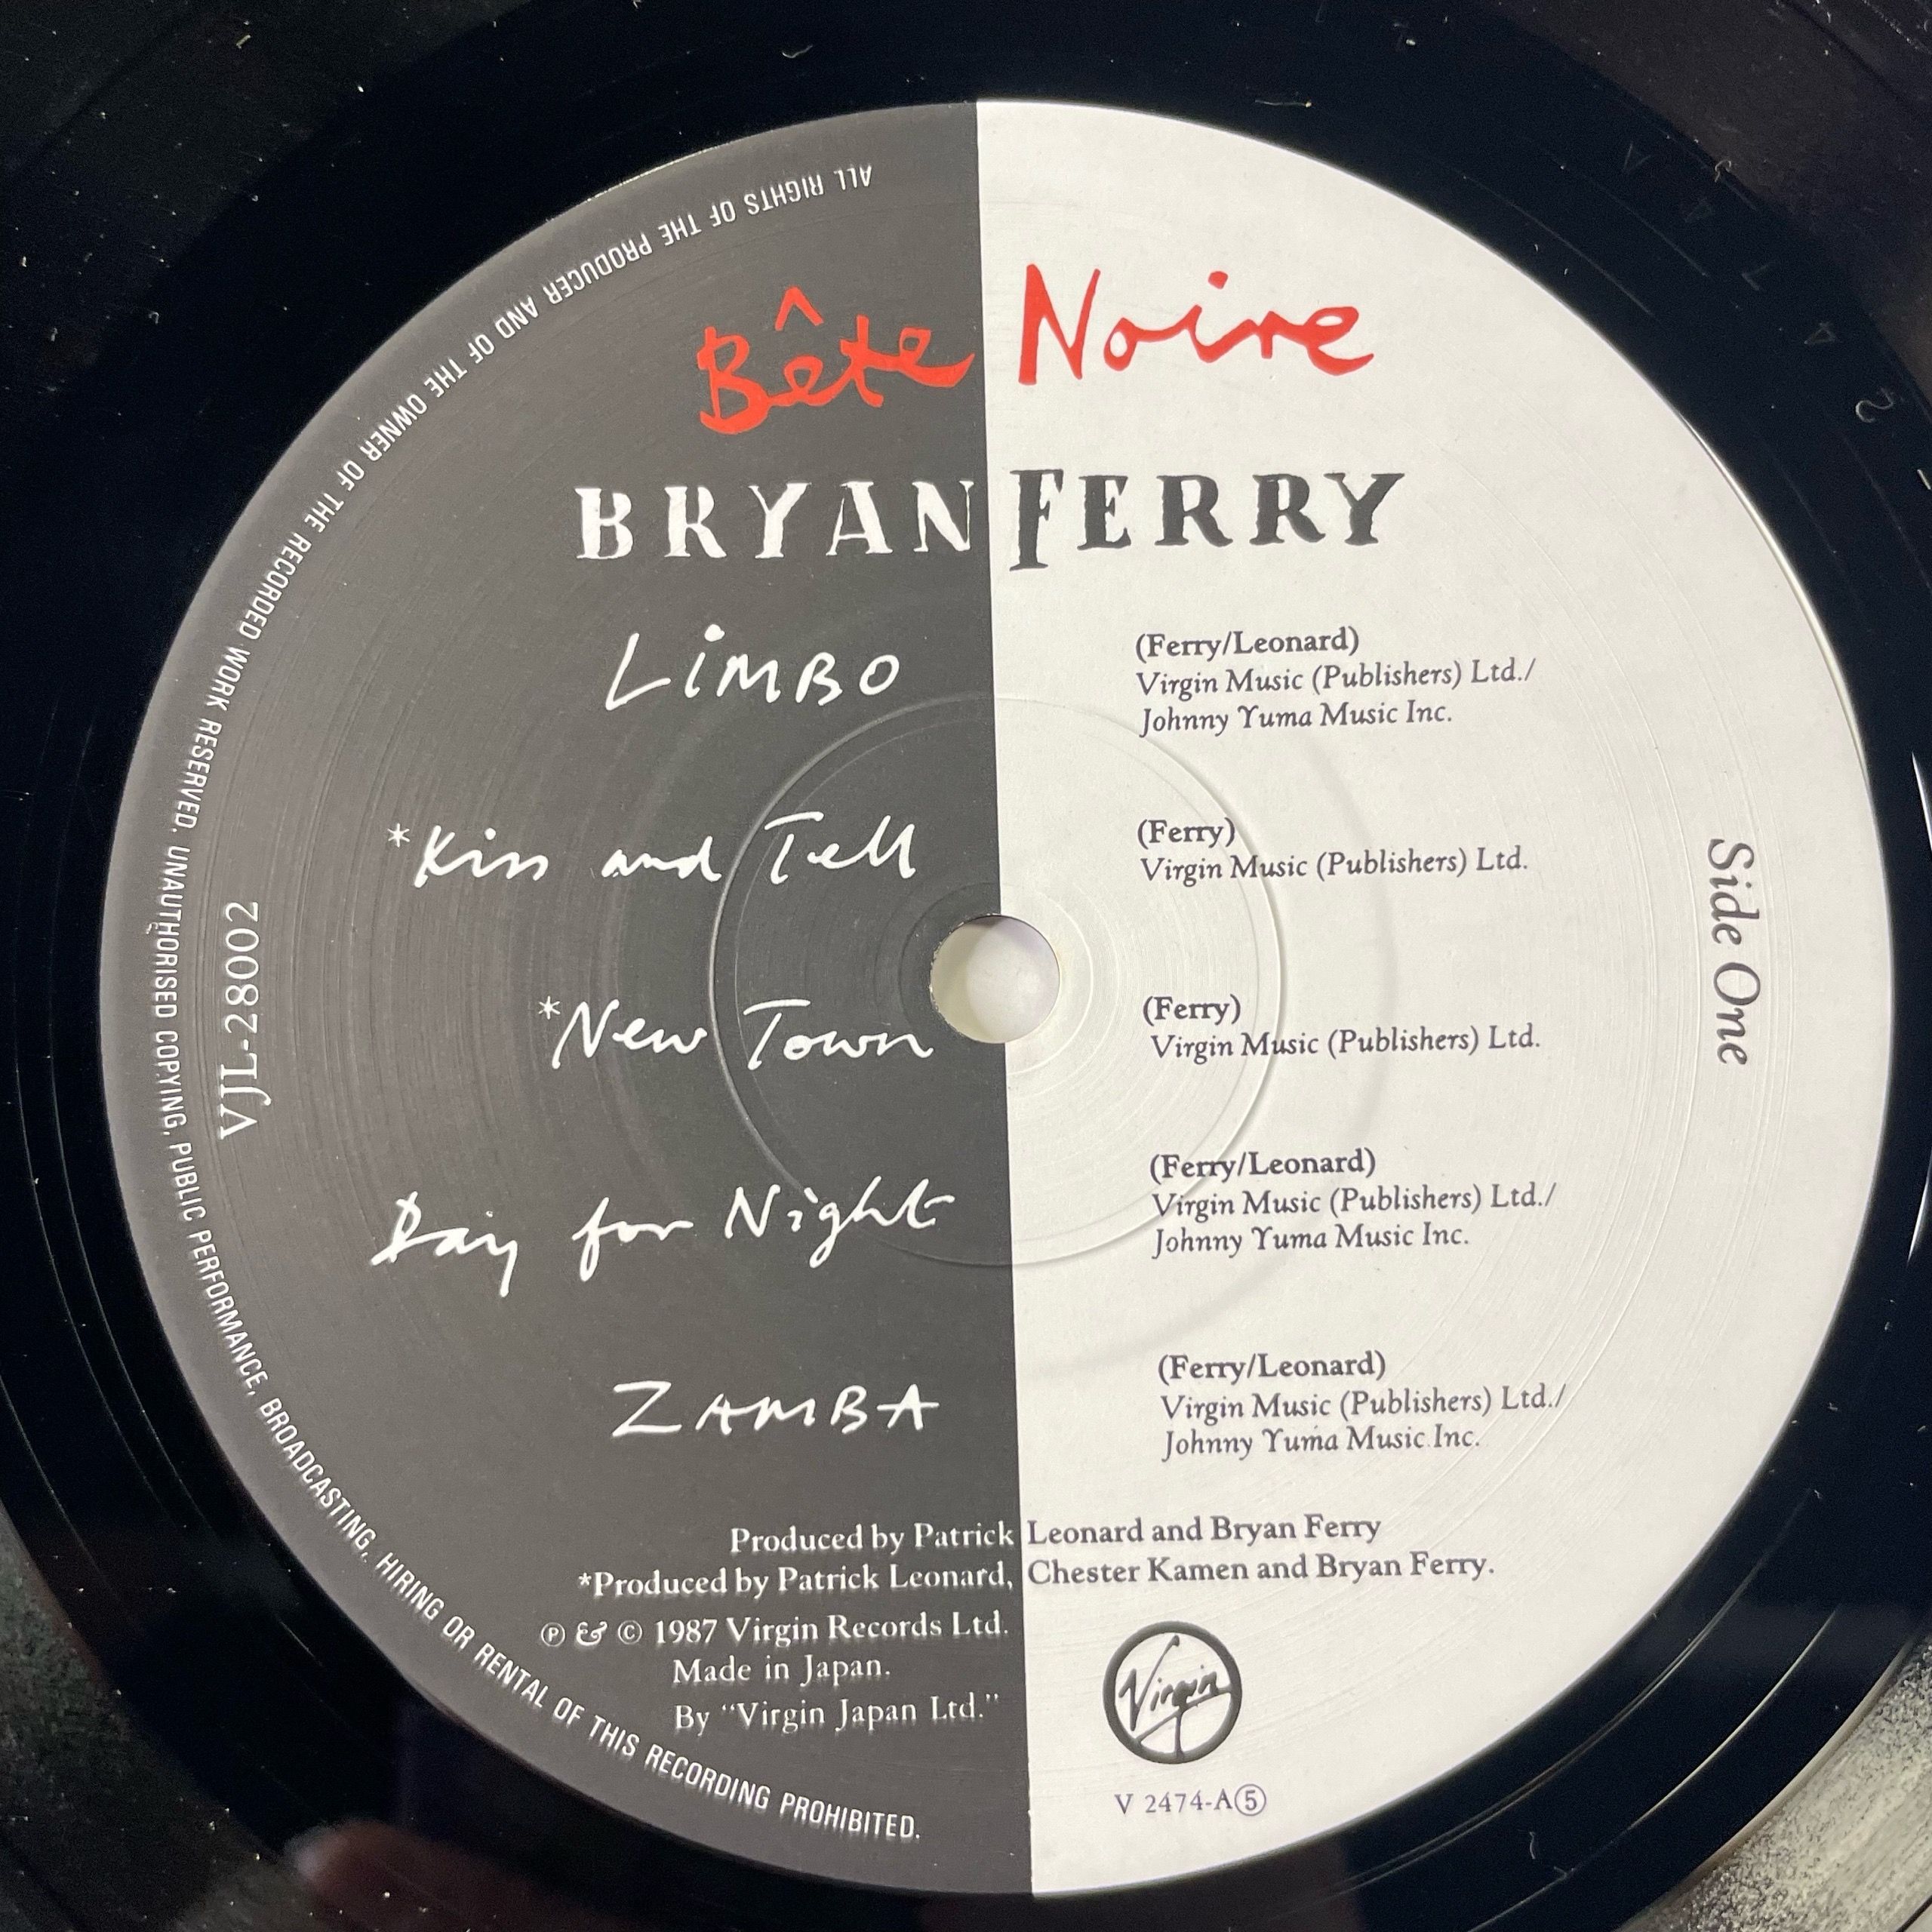 Bête Noire
BRYAN FERRY
LiMBO
(Ferry/Leonard)
Virgin Music (Publishers) Ltd./
Johnny Yuma Music Inc.
*Kiss and Tell
(Ferry)
Virgin Music (Publishers) Ltd.
*New Town
(Ferry)
Virgin Music (Publishers) Ltd.
Day for Night
(Ferry/Leonard)
Virgin Music (Publishers) Ltd./
Johnny Yuma Music Inc.
ZAMBA
(Ferry/Leonard)
Virgin Music (Publishers) Ltd./
Johnny Yuma Music Inc.
Produced by Patrick Leonard and Bryan Ferry
*Produced by Patrick Leonard, Chester Kamen and Bryan Ferry.
Ⓟ & © 1987 Virgin Records Ltd.
Made in Japan.
By “Virgin Japan Ltd.”
Virgin
V 2474-A⑤
VJL-28002
Side One
ALL RIGHTS OF THE PRODUCER AND OF THE OWNER OF THE RECORDED WORK RESERVED. UNAUTHORISED COPYING, PUBLIC PERFORMANCE, BROADCASTING, HIRING OR RENTAL OF THIS RECORDING PROHIBITED.